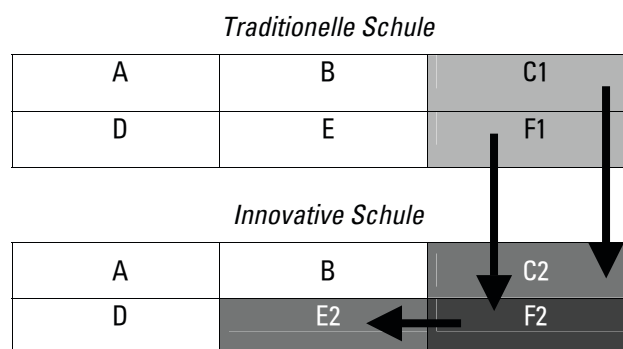 Traditionelle Schule
A B C1
D E F1
Innovative Schule
A B C2
D E2 F2